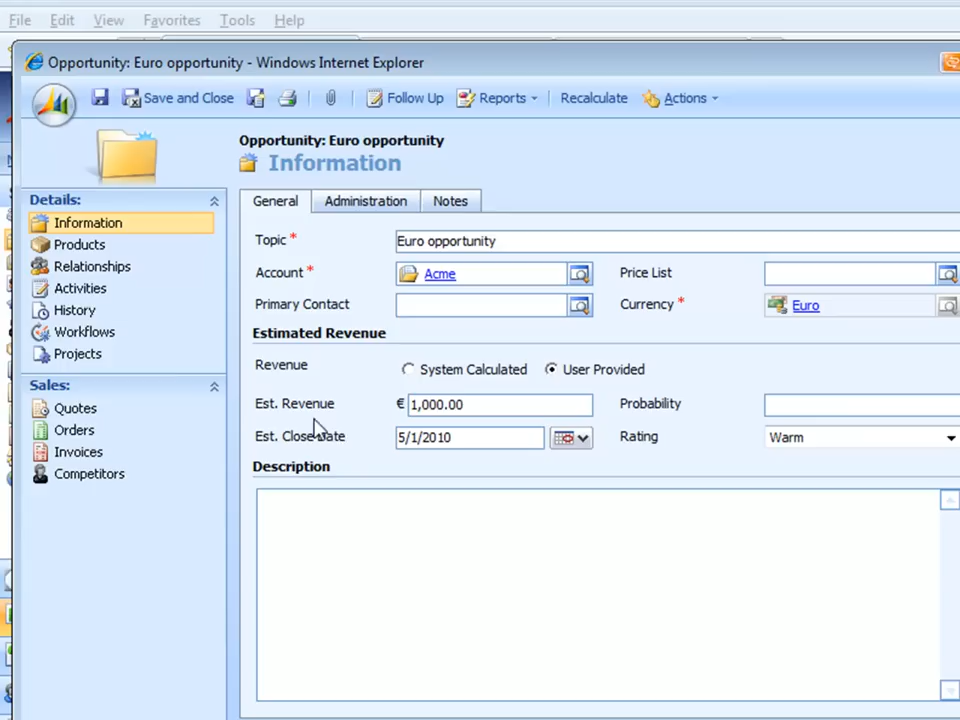 File Edit View Favorites Tools Help
Opportunity: Euro opportunity - Windows Internet Explorer
Save and Close Follow Up Reports Recalculate Actions
Opportunity: Euro opportunity
Information
Details:
Information
Products
Relationships
Activities
History
Workflows
Projects
Sales:
Quotes
Orders
Invoices
Competitors
General Administration Notes
Topic * Euro opportunity
Account * Acme Price List
Primary Contact Currency * Euro
Estimated Revenue
Revenue System Calculated User Provided
Est. Revenue € 1,000.00 Probability
Est. Close Date 5/1/2010 Rating Warm
Description